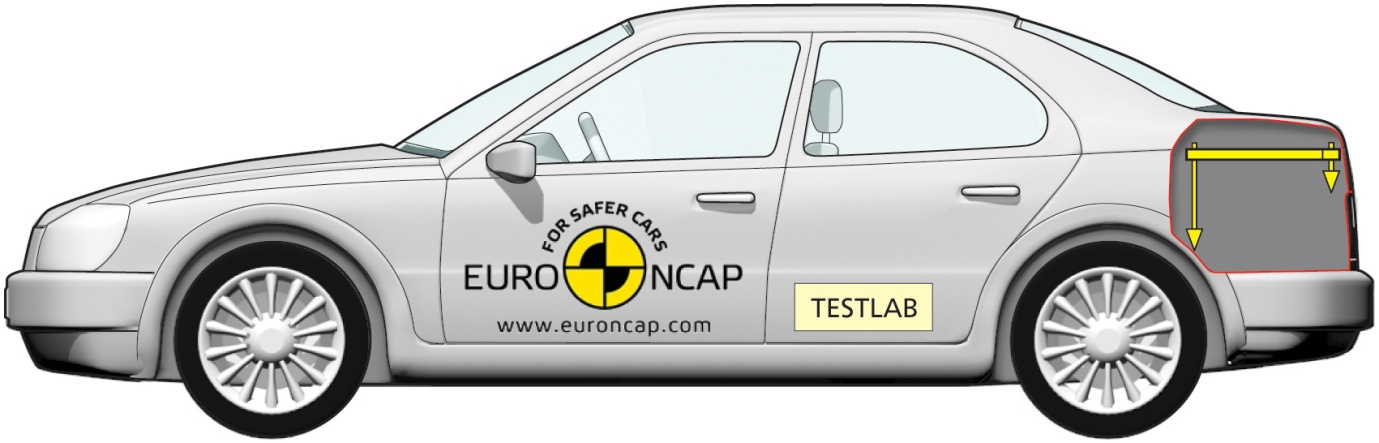 FOR SAFER CARS
EURO NCAP
www.euroncap.com
TESTLAB